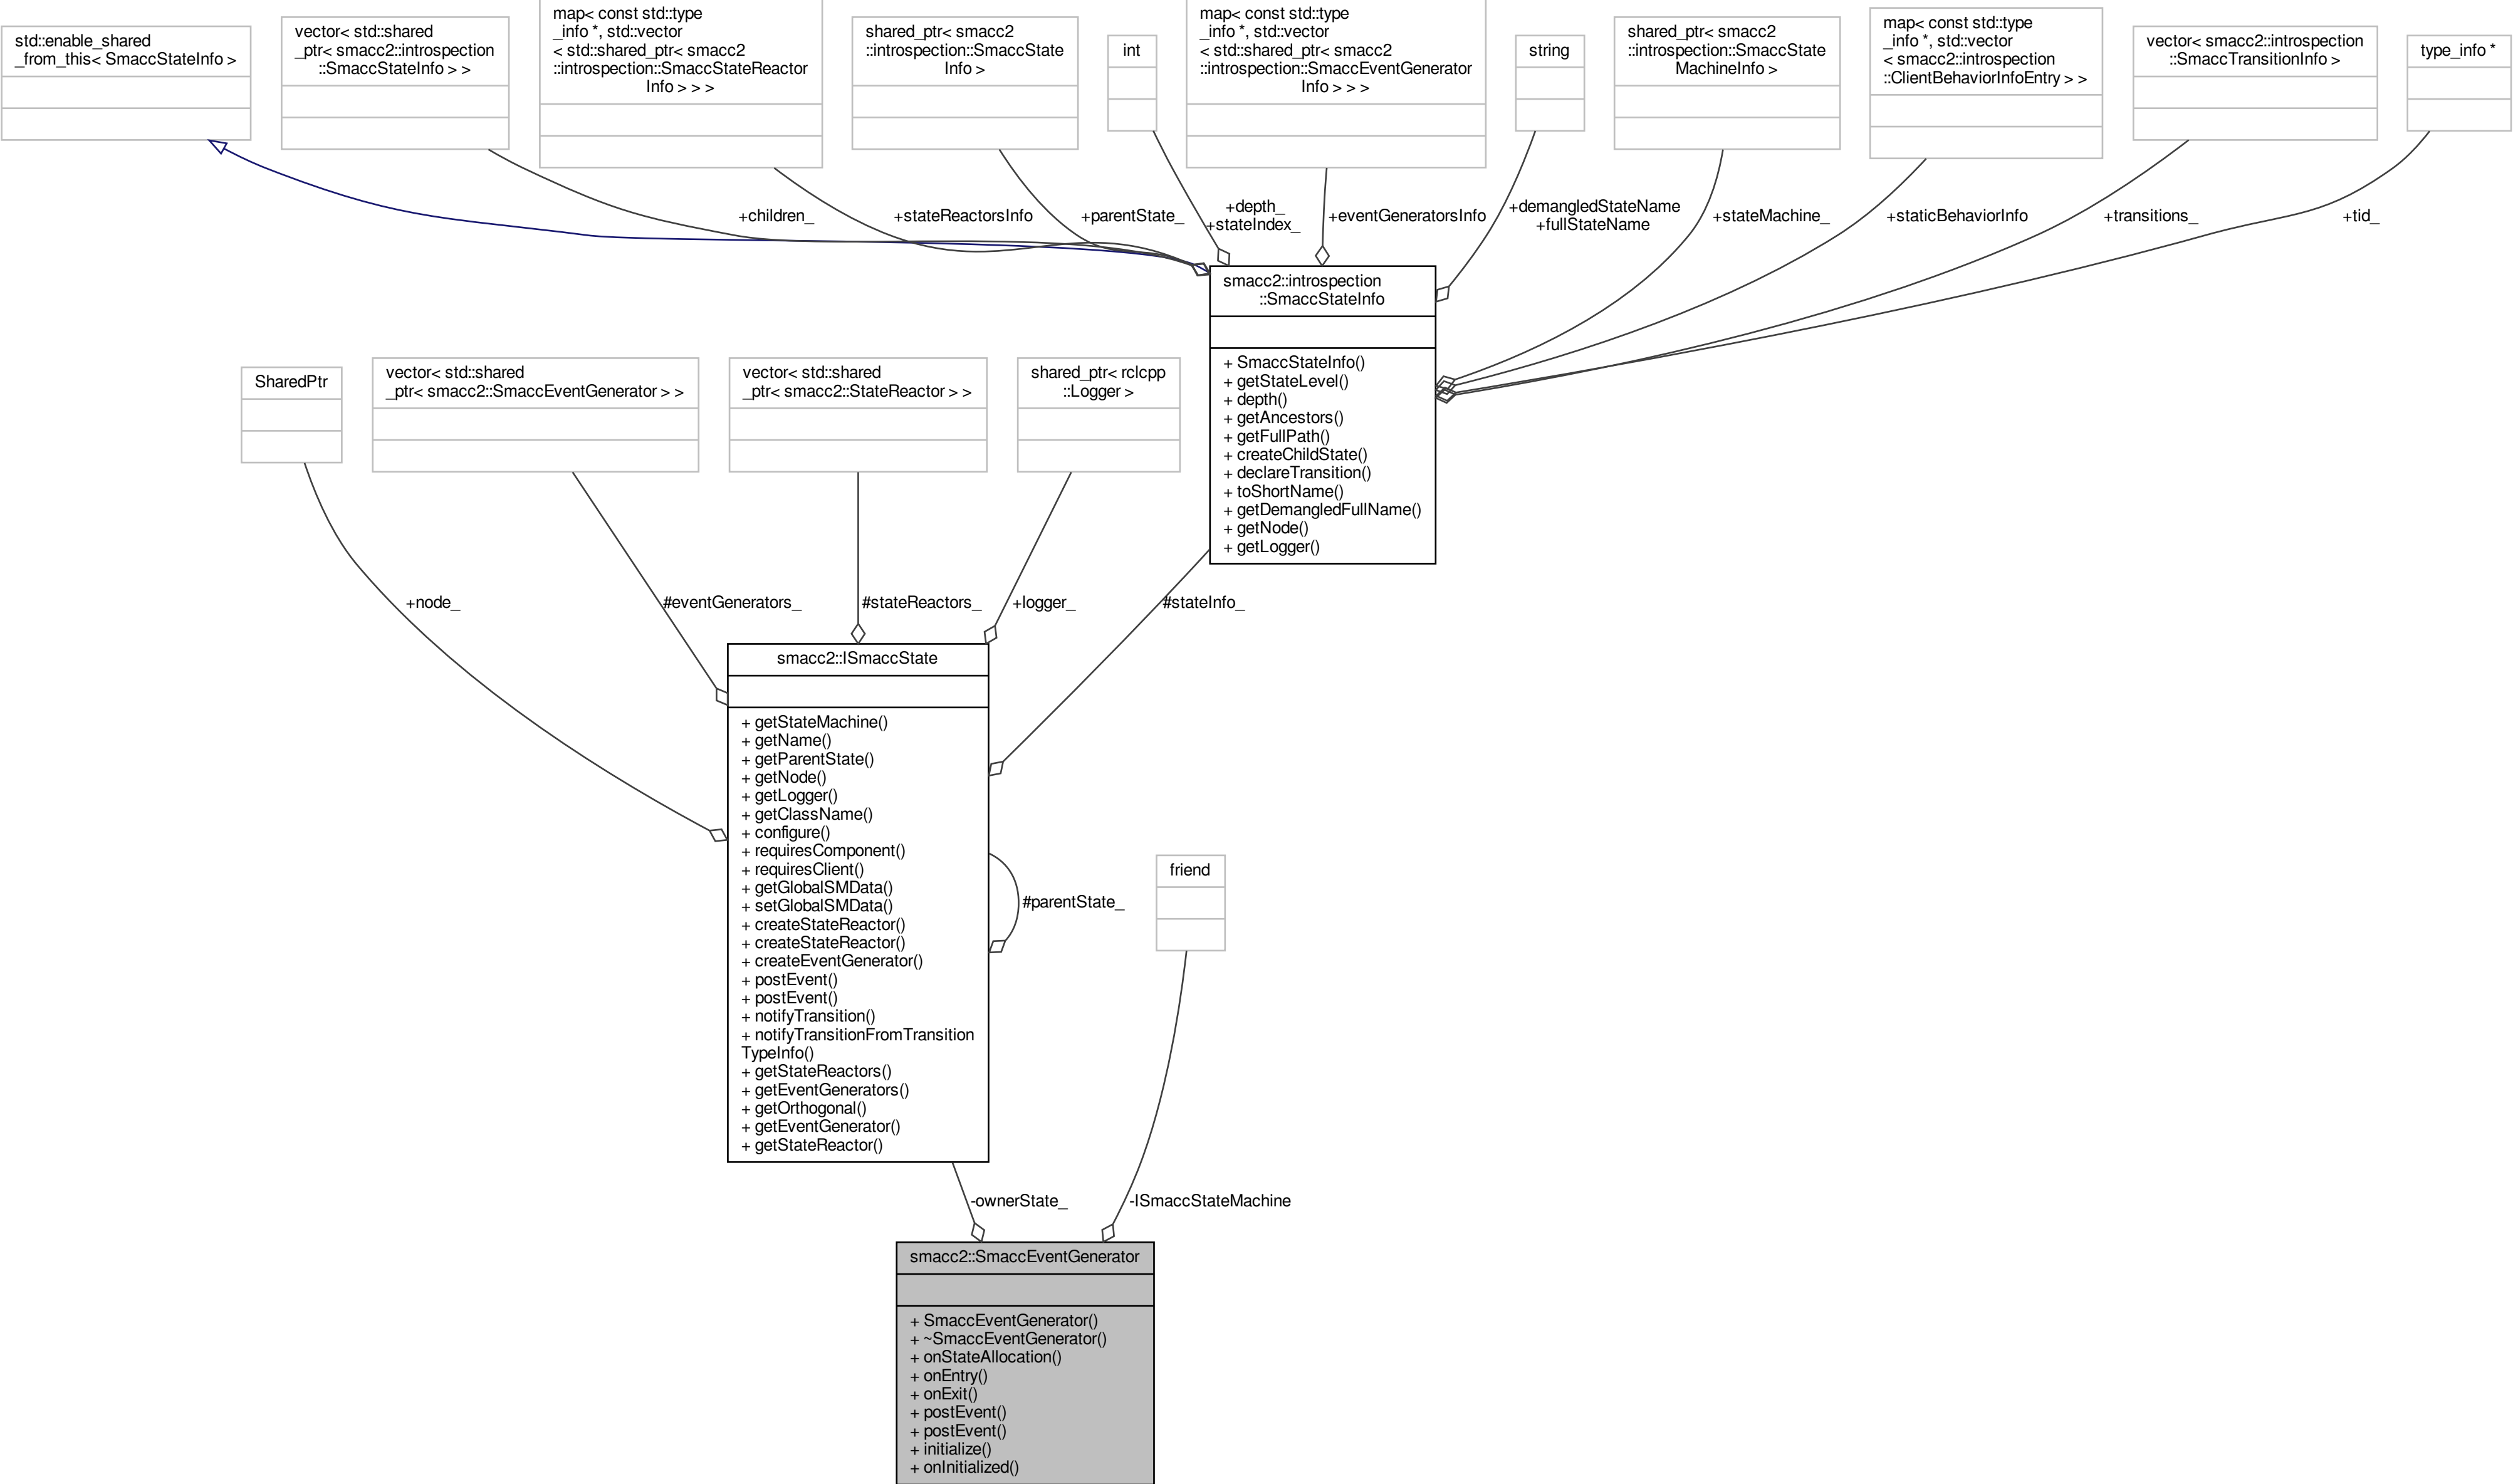 std::enable_shared
_from_this< SmaccStateInfo >
vector< std::shared
_ptr< smacc2::introspection
::SmaccStateInfo > >
map< const std::type
_info *, std::vector
< std::shared_ptr< smacc2
::introspection::SmaccStateReactor
Info > > >
shared_ptr< smacc2
::introspection::SmaccState
Info >
int
map< const std::type
_info *, std::vector
< std::shared_ptr< smacc2
::introspection::SmaccEventGenerator
Info > > >
string
shared_ptr< smacc2
::introspection::SmaccState
MachineInfo >
map< const std::type
_info *, std::vector
< smacc2::introspection
::ClientBehaviorInfoEntry > >
vector< smacc2::introspection
::SmaccTransitionInfo >
type_info *
+children_
+stateReactorsInfo
+parentState_
+depth_
+stateIndex_
+eventGeneratorsInfo
+demangledStateName
+fullStateName
+stateMachine_
+staticBehaviorInfo
+transitions_
+tid_
smacc2::introspection
::SmaccStateInfo
+ SmaccStateInfo()
+ getStateLevel()
+ depth()
+ getAncestors()
+ getFullPath()
+ createChildState()
+ declareTransition()
+ toShortName()
+ getDemangledFullName()
+ getNode()
+ getLogger()
SharedPtr
vector< std::shared
_ptr< smacc2::SmaccEventGenerator > >
vector< std::shared
_ptr< smacc2::StateReactor > >
shared_ptr< rclcpp
::Logger >
+node_
#eventGenerators_
#stateReactors_
+logger_
#stateInfo_
smacc2::ISmaccState
+ getStateMachine()
+ getName()
+ getParentState()
+ getNode()
+ getLogger()
+ getClassName()
+ configure()
+ requiresComponent()
+ requiresClient()
+ getGlobalSMData()
+ setGlobalSMData()
+ createStateReactor()
+ createStateReactor()
+ createEventGenerator()
+ postEvent()
+ postEvent()
+ notifyTransition()
+ notifyTransitionFromTransition
TypeInfo()
+ getStateReactors()
+ getEventGenerators()
+ getOrthogonal()
+ getEventGenerator()
+ getStateReactor()
#parentState_
friend
-ownerState_
-ISmaccStateMachine
smacc2::SmaccEventGenerator
+ SmaccEventGenerator()
+ ~SmaccEventGenerator()
+ onStateAllocation()
+ onEntry()
+ onExit()
+ postEvent()
+ postEvent()
+ initialize()
+ onInitialized()